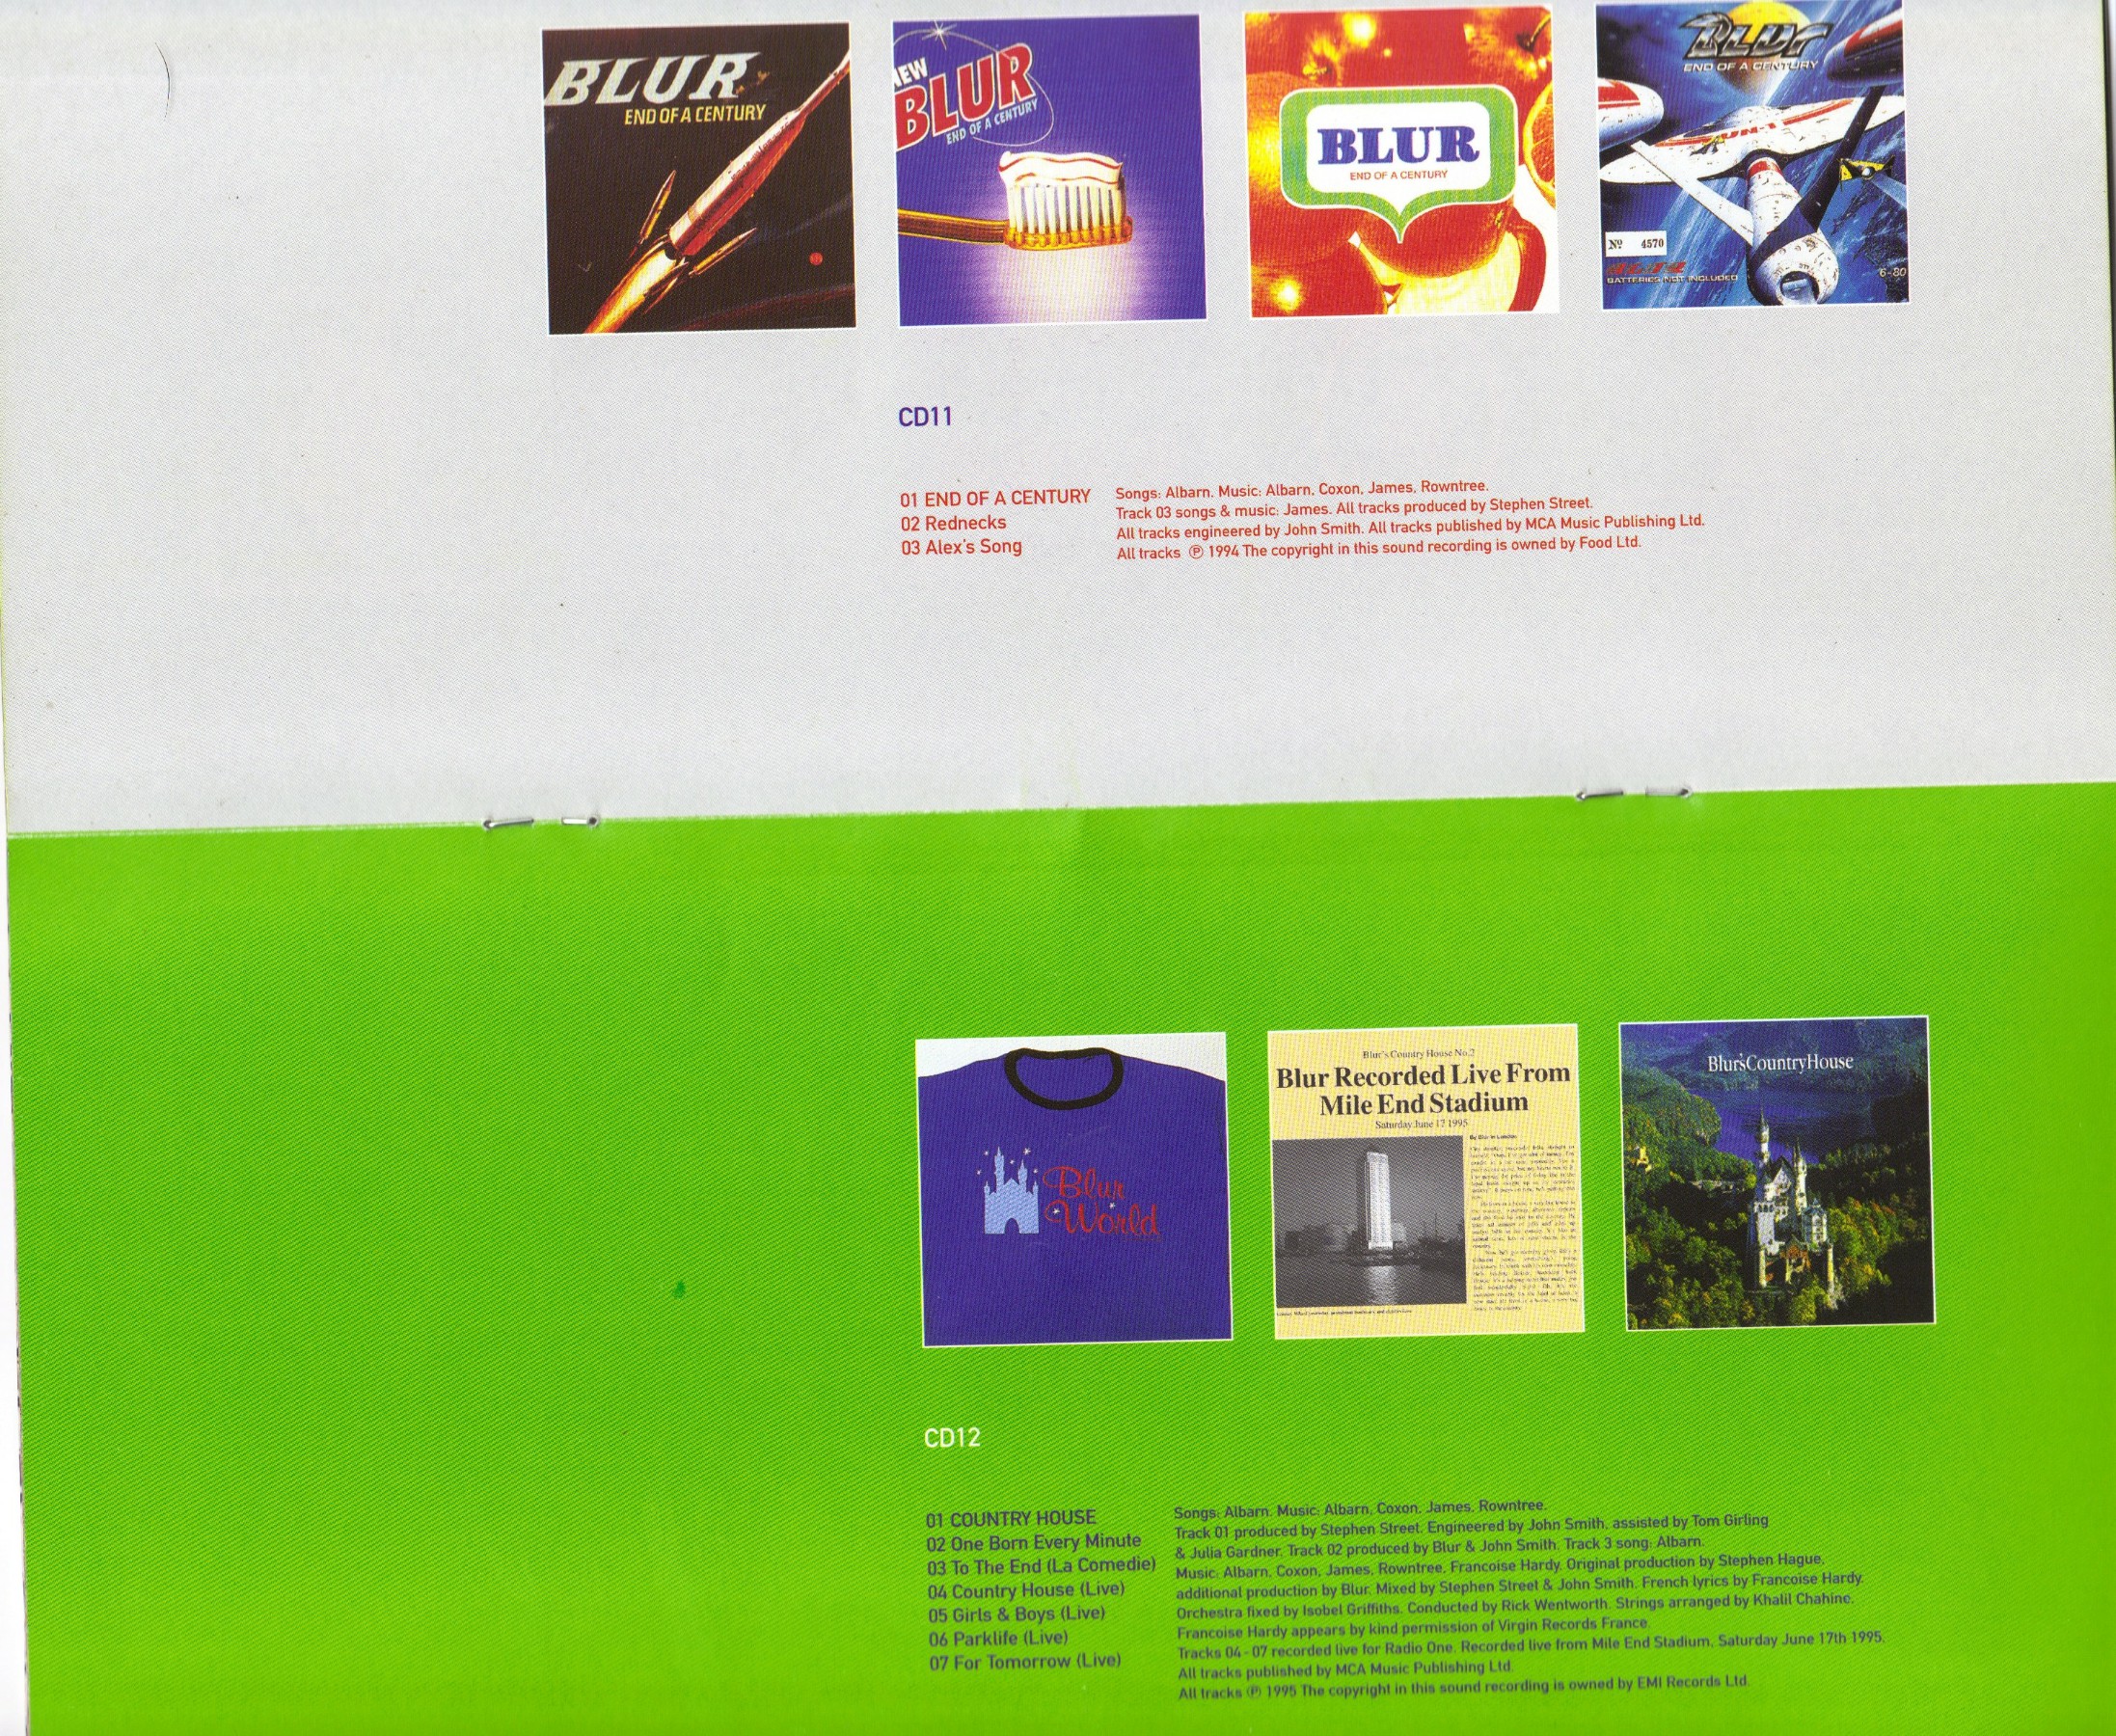 BLUR
END OF A CENTURY
NEW
BLUR
END OF A CENTURY
BLUR
END OF A CENTURY
BLUR
END OF A CENTURY
UN-1
Nº 4570
BLUR
BATTERIES NOT INCLUDED
6-80
CD11
01 END OF A CENTURY
02 Rednecks
03 Alex's Song
Songs: Albarn. Music: Albarn, Coxon, James, Rowntree.
Track 03 songs & music: James. All tracks produced by Stephen Street.
All tracks engineered by John Smith. All tracks published by MCA Music Publishing Ltd.
All tracks ℗ 1994 The copyright in this sound recording is owned by Food Ltd.
Blur
World
Blur's Country House No.2
Blur Recorded Live From
Mile End Stadium
Saturday June 17 1995
By Blur in London
Blur'sCountryHouse
CD12
01 COUNTRY HOUSE
02 One Born Every Minute
03 To The End (La Comedie)
04 Country House (Live)
05 Girls & Boys (Live)
06 Parklife (Live)
07 For Tomorrow (Live)
Songs: Albarn. Music: Albarn, Coxon, James, Rowntree.
Track 01 produced by Stephen Street. Engineered by John Smith, assisted by Tom Girling
& Julia Gardner. Track 02 produced by Blur & John Smith. Track 3 song: Albarn.
Music: Albarn, Coxon, James, Rowntree, Francoise Hardy. Original production by Stephen Hague,
additional production by Blur. Mixed by Stephen Street & John Smith. French lyrics by Francoise Hardy.
Orchestra fixed by Isobel Griffiths. Conducted by Rick Wentworth. Strings arranged by Khalil Chahine.
Francoise Hardy appears by kind permission of Virgin Records France.
Tracks 04 - 07 recorded live for Radio One. Recorded live from Mile End Stadium, Saturday June 17th 1995.
All tracks published by MCA Music Publishing Ltd.
All tracks ℗ 1995 The copyright in this sound recording is owned by EMI Records Ltd.